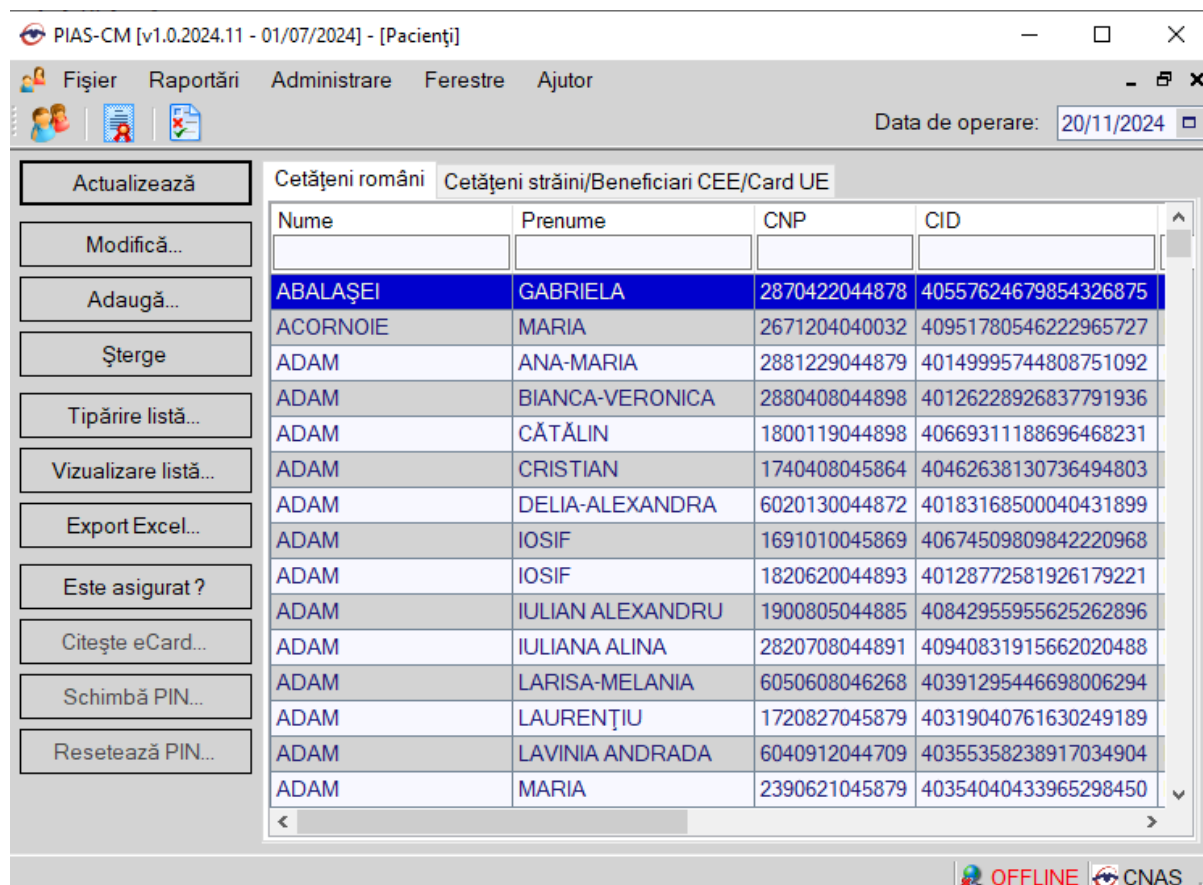 PIAS-CM [v1.0.2024.11 - 01/07/2024] - [Pacienţi]
Fişier Raportări Administrare Ferestre Ajutor
Data de operare: 20/11/2024
Actualizează
Modifică...
Adaugă...
Şterge
Tipărire listă...
Vizualizare listă...
Export Excel...
Este asigurat ?
Citeşte eCard...
Schimbă PIN...
Resetează PIN...
Cetăţeni români Cetăţeni străini/Beneficiari CEE/Card UE
Nume Prenume CNP CID
ABALAŞEI GABRIELA 2870422044878 40557624679854326875
ACORNOIE MARIA 2671204040032 40951780546222965727
ADAM ANA-MARIA 2881229044879 40149995744808751092
ADAM BIANCA-VERONICA 2880408044898 40126228926837791936
ADAM CĂTĂLIN 1800119044898 40669311188696468231
ADAM CRISTIAN 1740408045864 40462638130736494803
ADAM DELIA-ALEXANDRA 6020130044872 40183168500040431899
ADAM IOSIF 1691010045869 40674509809842220968
ADAM IOSIF 1820620044893 40128772581926179221
ADAM IULIAN ALEXANDRU 1900805044885 40842955955625262896
ADAM IULIANA ALINA 2820708044891 40940831915662020488
ADAM LARISA-MELANIA 6050608046268 40391295446698006294
ADAM LAURENŢIU 1720827045879 40319040761630249189
ADAM LAVINIA ANDRADA 6040912044709 40355358238917034904
ADAM MARIA 2390621045879 40354040433965298450
OFFLINE CNAS